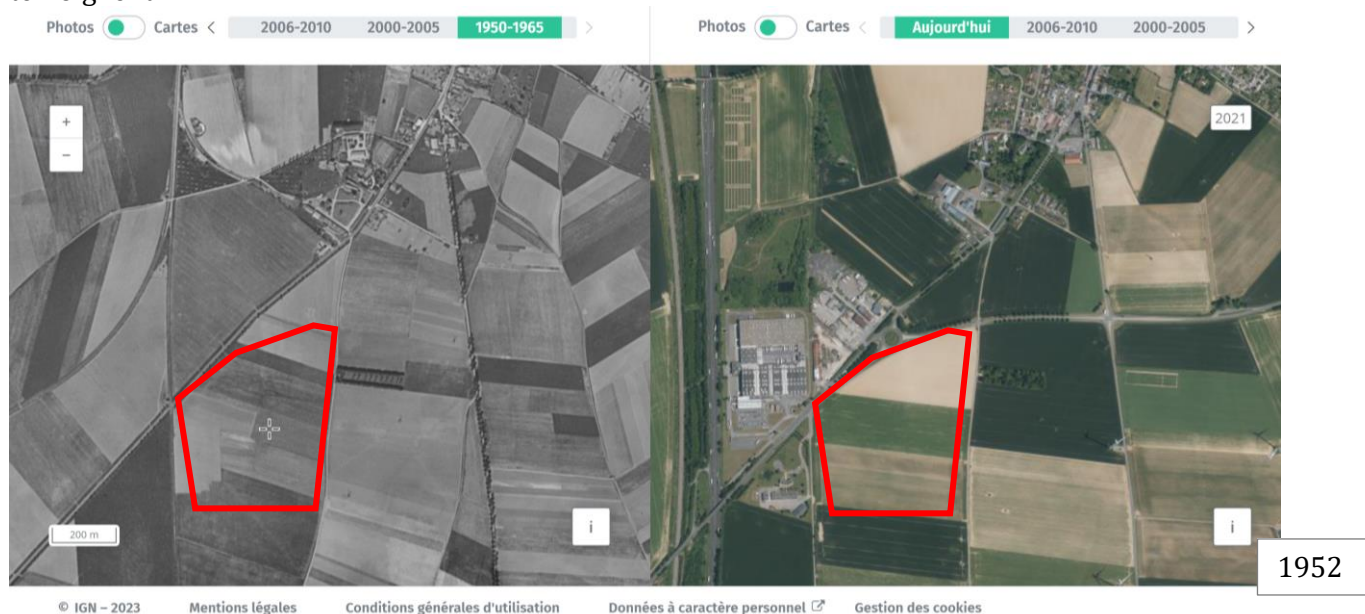 Photos Cartes < 2006-2010 2000-2005 1950-1965 >
Photos Cartes < Aujourd'hui 2006-2010 2000-2005 >
+
−
2021
200 m
i
i
1952
© IGN – 2023 Mentions légales Conditions générales d'utilisation Données à caractère personnel Gestion des cookies